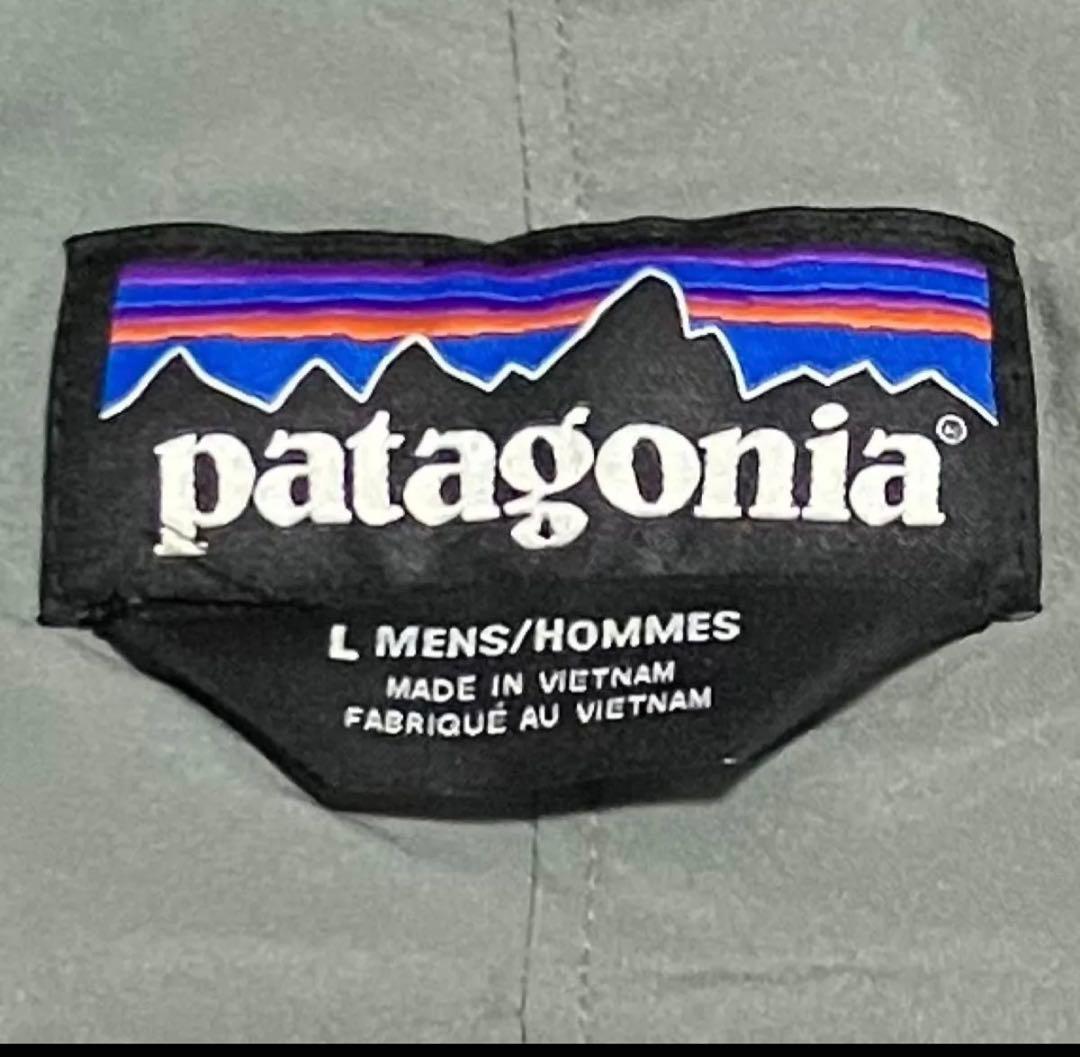 patagonia®
L MENS/HOMMES
MADE IN VIETNAM
FABRIQUÉ AU VIETNAM